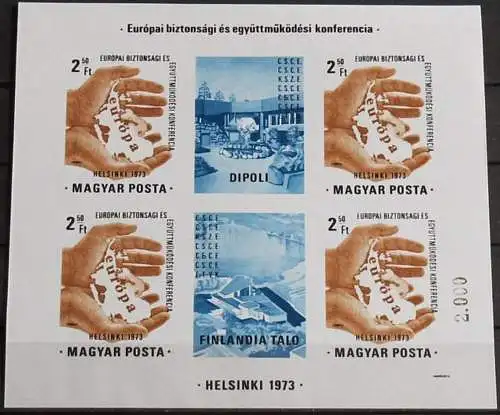 · Európai biztonsági és együttműködési konferencia ·
2.50 Ft
EURÓPAI BIZTONSÁGI ÉS
EGYÜTTMŰKÖDÉSI KONFERENCIA
európa
HELSINKI 1973
MAGYAR POSTA
C.S.C.E.
DIPOLI
2.50 Ft
EURÓPAI BIZTONSÁGI ÉS
EGYÜTTMŰKÖDÉSI KONFERENCIA
európa
HELSINKI 1973
MAGYAR POSTA
2.50 Ft
EURÓPAI BIZTONSÁGI ÉS
EGYÜTTMŰKÖDÉSI KONFERENCIA
európa
HELSINKI 1973
MAGYAR POSTA
FINLANDIA TALO
2.50 Ft
EURÓPAI BIZTONSÁGI ÉS
EGYÜTTMŰKÖDÉSI KONFERENCIA
európa
HELSINKI 1973
MAGYAR POSTA
2.000
· HELSINKI 1973 ·